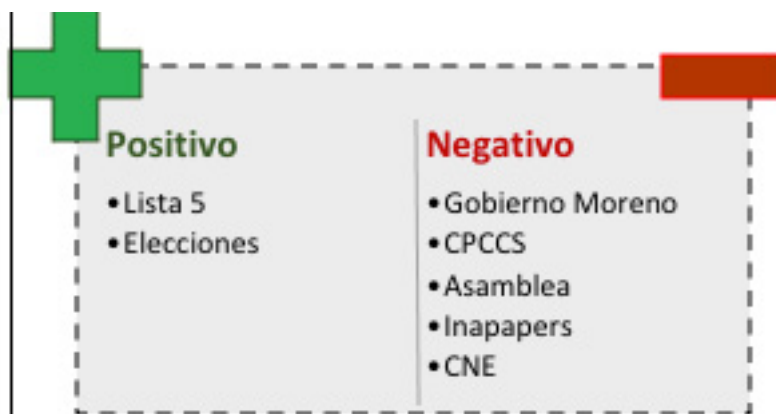 Positivo
•Lista 5
•Elecciones
Negativo
•Gobierno Moreno
•CPCCS
•Asamblea
•Inapapers
•CNE